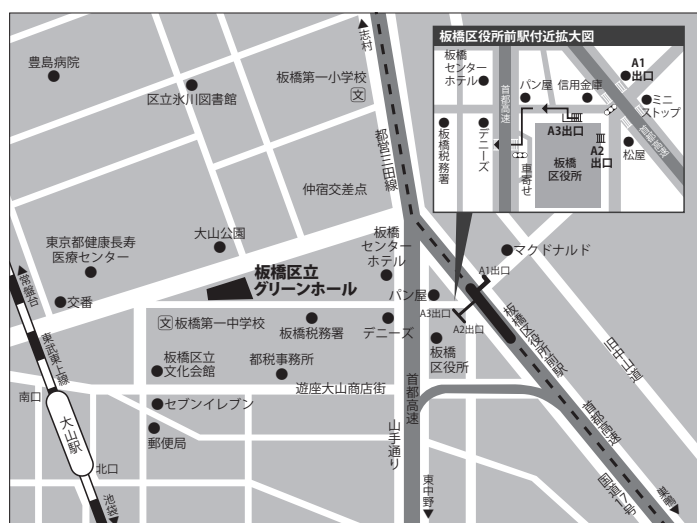 豊島病院
区立氷川図書館
板橋第一小学校
文
志村
都営三田線
仲宿交差点
東京都健康長寿
医療センター
大山公園
交番
常盤台
東武東上線
板橋区立
グリーンホール
文 板橋第一中学校
板橋税務署
板橋
センター
ホテル
デニーズ
パン屋
マクドナルド
A1出口
A3出口
A2出口
板橋区役所前駅
旧中山道
板橋
区役所
板橋区立
文化会館
都税事務所
遊座大山商店街
セブンイレブン
郵便局
南口
大山駅
北口
池袋
首都高速
山手通り
東中野
首都高速
国道17号
巣鴨
板橋区役所前駅付近拡大図
板橋
センター
ホテル
首都高速
パン屋
信用金庫
A1
出口
ミニ
ストップ
A3出口
A2
出口
松屋
板橋税務署
デニーズ
車寄せ
板橋
区役所